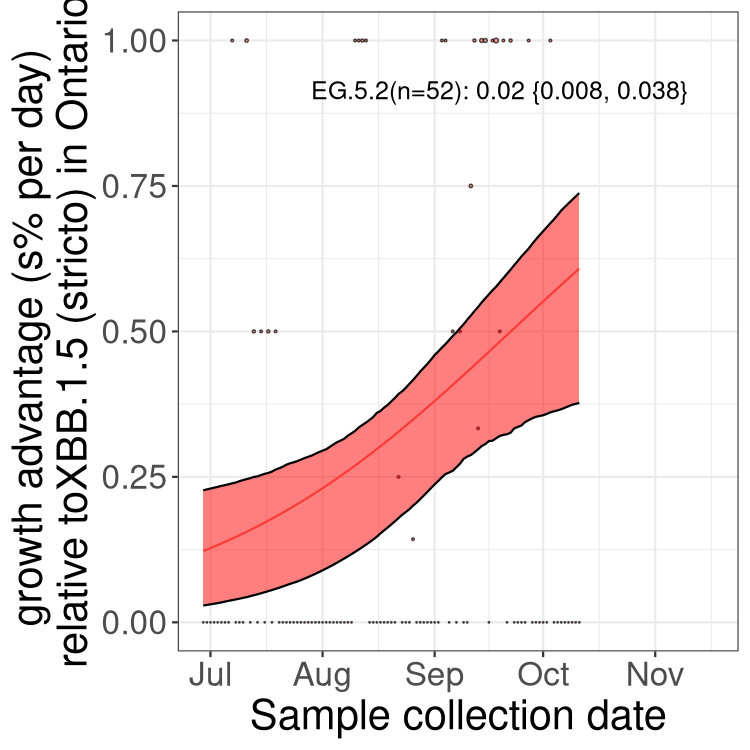 growth advantage (s% per day)
relative toXBB.1.5 (stricto) in Ontario
1.00
0.75
0.50
0.25
0.00
EG.5.2(n=52): 0.02 {0.008, 0.038}
Jul Aug Sep Oct Nov
Sample collection date